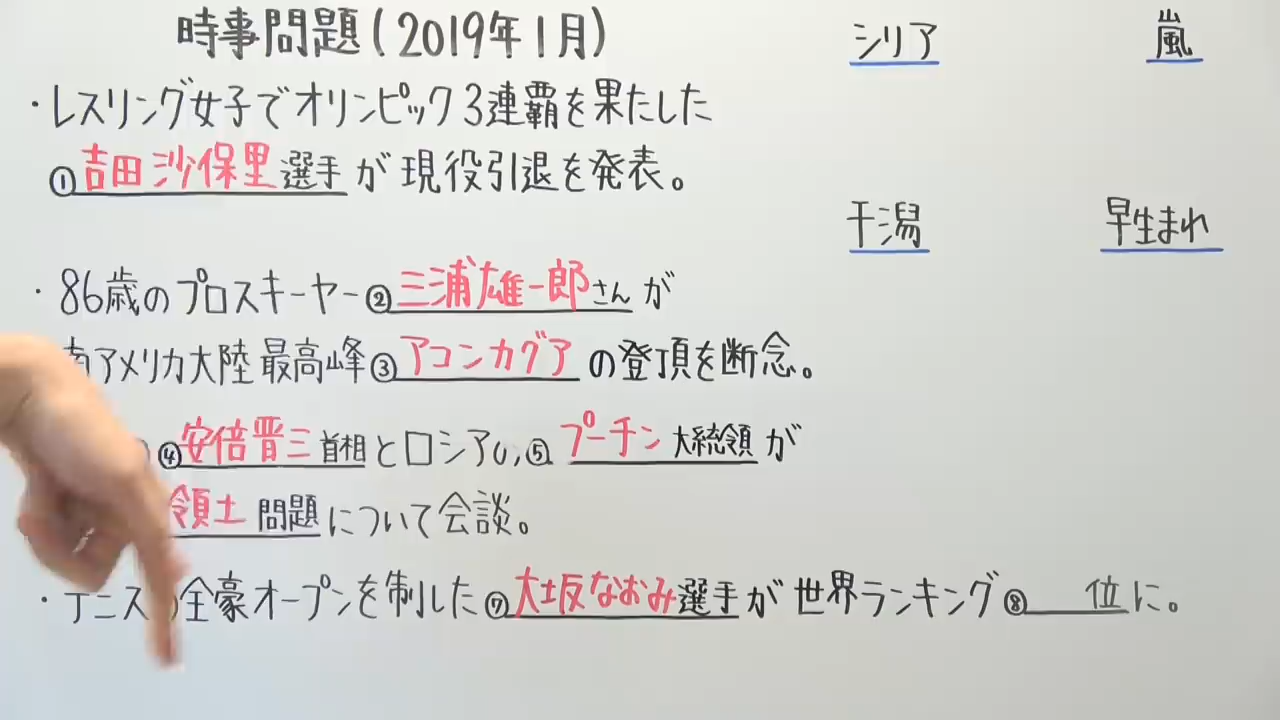 時事問題(2019年1月)
・レスリング女子でオリンピック3連覇を果たした
①吉田沙保里選手が現役引退を発表。
・86歳のプロスキーヤー②三浦雄一郎さんが
南アメリカ大陸最高峰③アコンカグアの登頂を断念。
④安倍晋三首相とロシアの⑤プーチン大統領が
領土問題について会談。
・テニスの全豪オープンを制した⑦大坂なおみ選手が世界ランキング⑧ 位に。
シリア
嵐
干潟
早生まれ